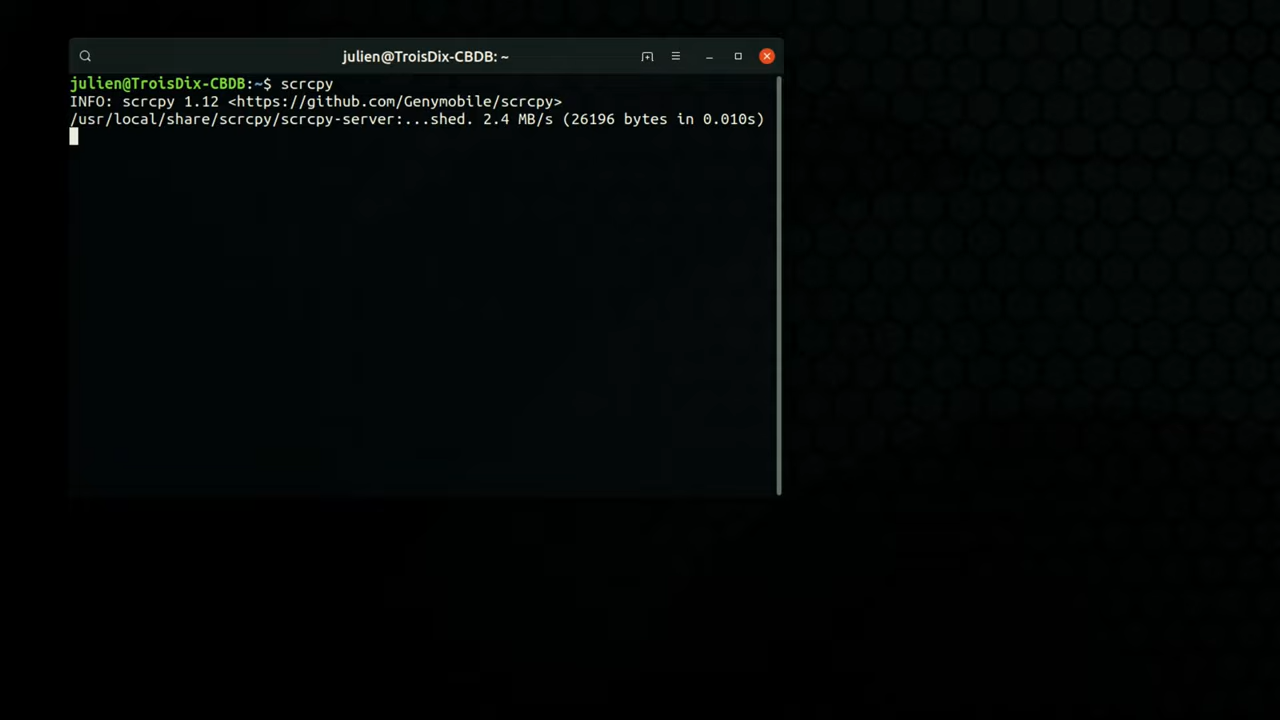 julien@TroisDix-CBDB: ~
julien@TroisDix-CBDB:~$ scrcpy
INFO: scrcpy 1.12 <https://github.com/Genymobile/scrcpy>
/usr/local/share/scrcpy/scrcpy-server:...shed. 2.4 MB/s (26196 bytes in 0.010s)